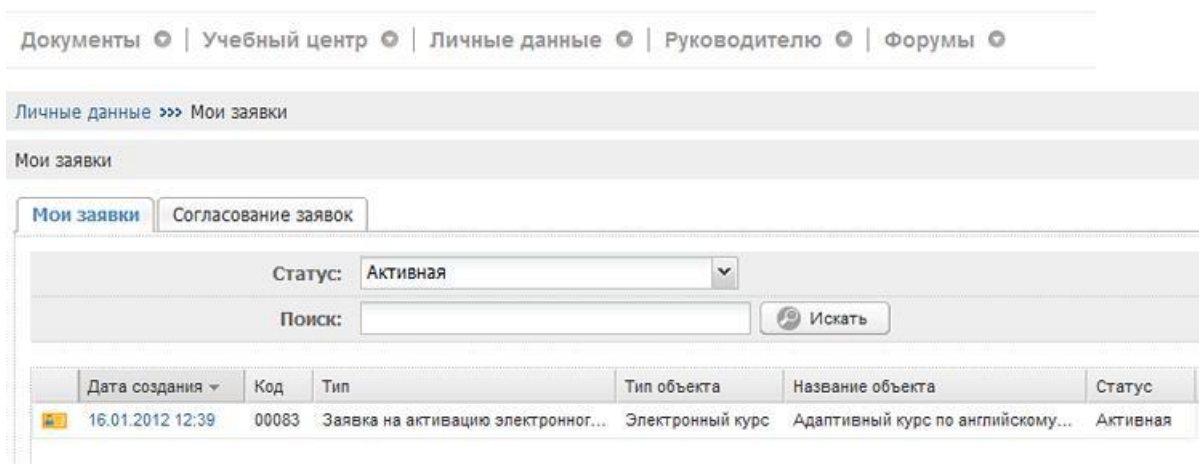 Документы | Учебный центр | Личные данные | Руководителю | Форумы
Личные данные >>> Мои заявки
Мои заявки
Мои заявки Согласование заявок
Статус: Активная
Поиск: Искать
Дата создания Код Тип Тип объекта Название объекта Статус
16.01.2012 12:39 00083 Заявка на активацию электронног... Электронный курс Адаптивный курс по английскому... Активная